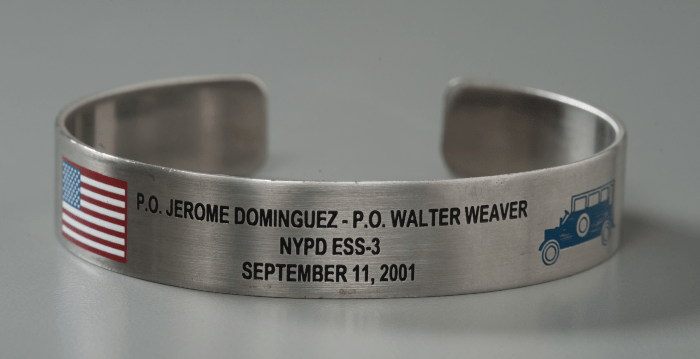 P.O. JEROME DOMINGUEZ - P.O. WALTER WEAVER
NYPD ESS-3
SEPTEMBER 11, 2001